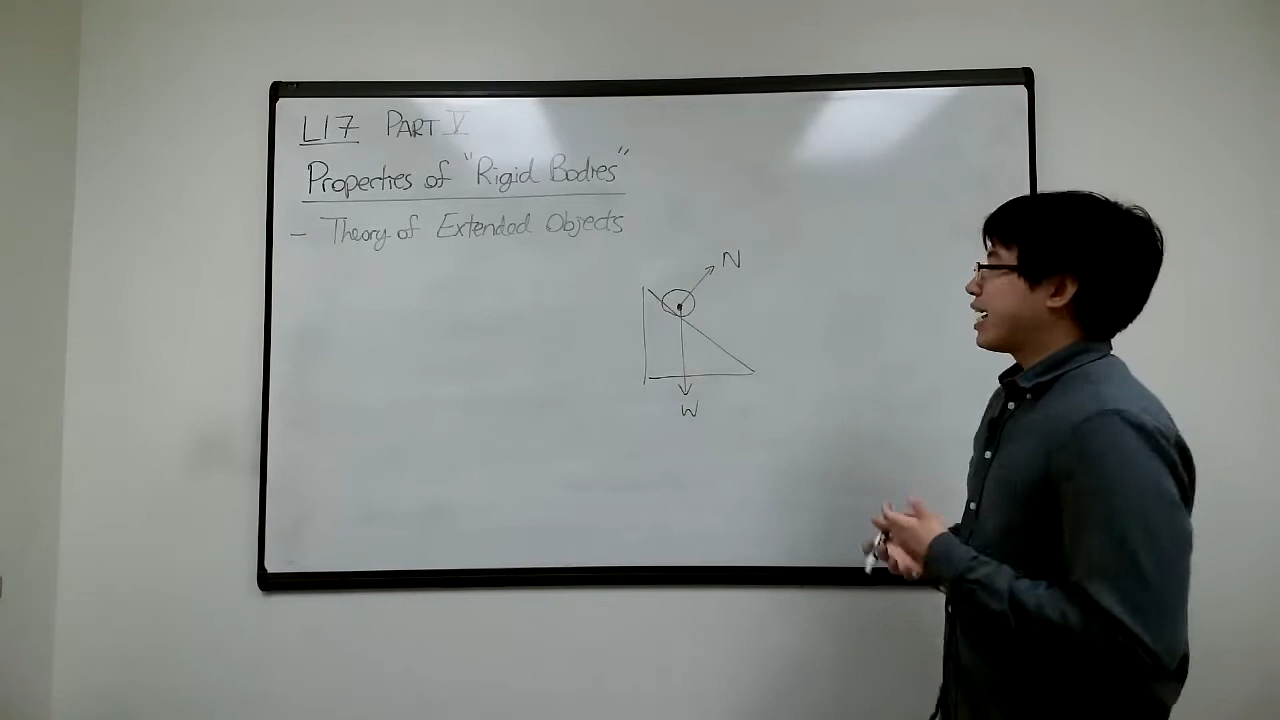 L17 PART V
Properties of "Rigid Bodies"
- Theory of Extended Objects
N
W